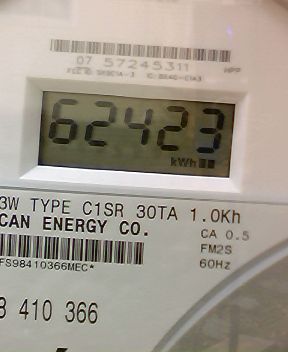 07 57245311
HPP
62423
kWh
3W TYPE C1SR 30TA 1.0Kh
CAN ENERGY CO.
CA 0.5
FM2S
60Hz
FS98410366MEC*
410 366